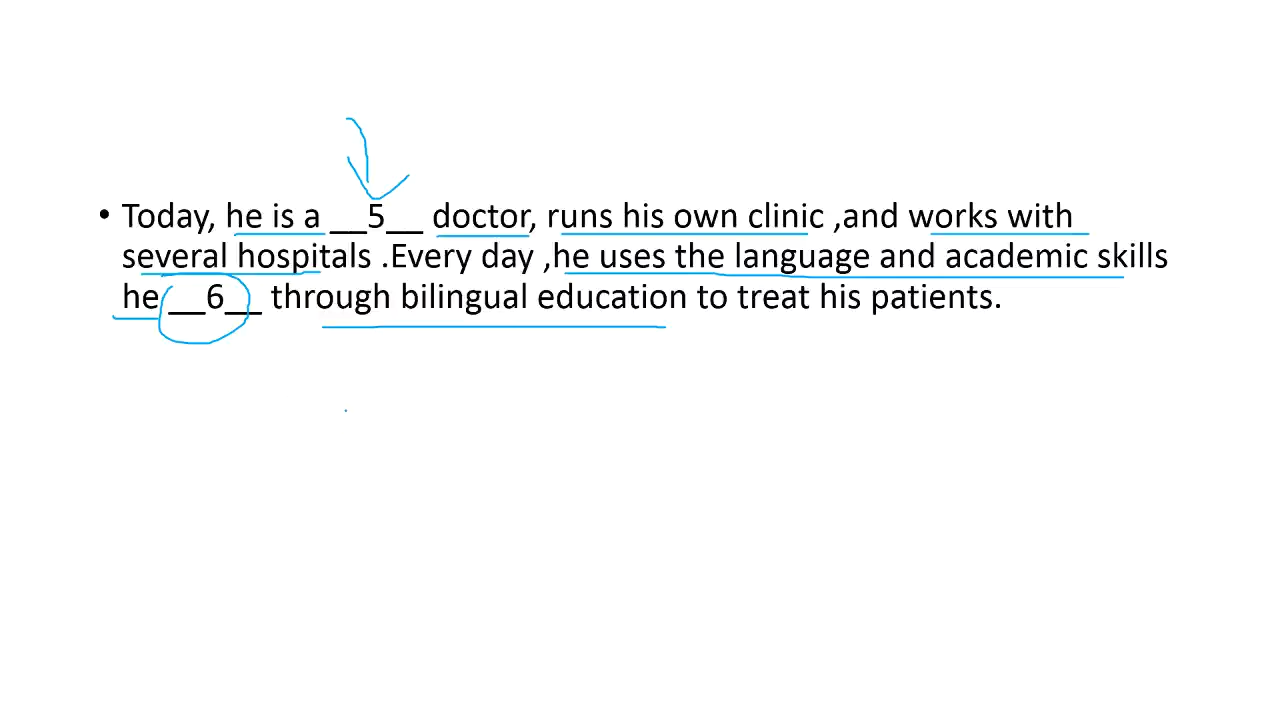 • Today, he is a __5__ doctor, runs his own clinic ,and works with
several hospitals .Every day ,he uses the language and academic skills
he __6__ through bilingual education to treat his patients.